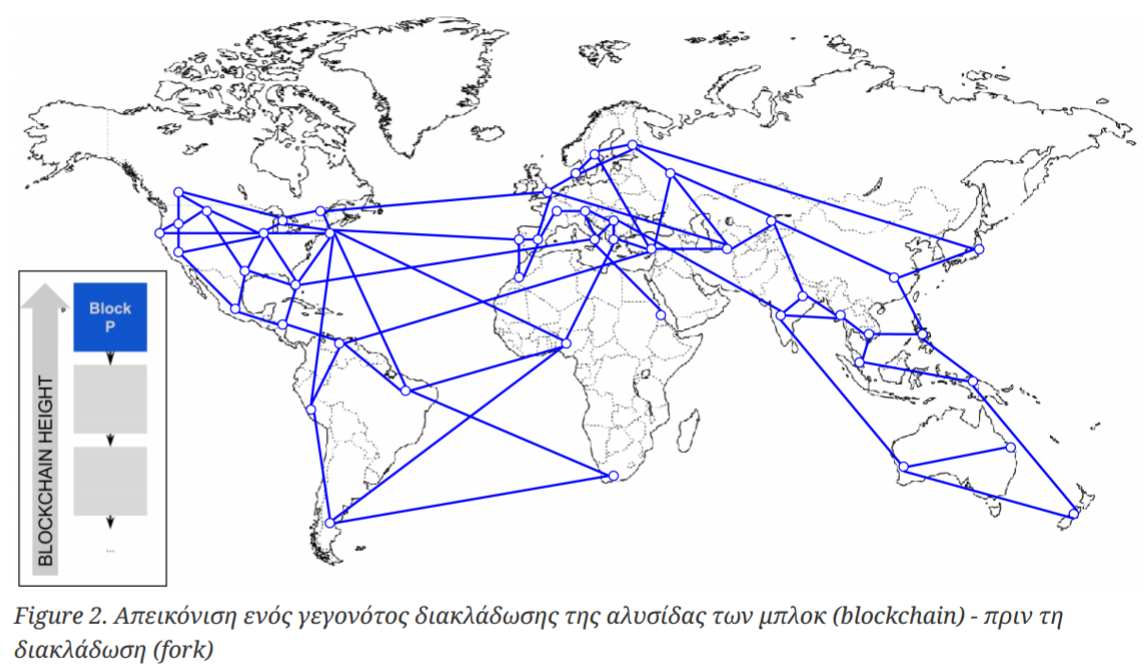 Block
P
BLOCKCHAIN HEIGHT
...
Figure 2. Απεικόνιση ενός γεγονότος διακλάδωσης της αλυσίδας των μπλοκ (blockchain) - πριν τη
διακλάδωση (fork)